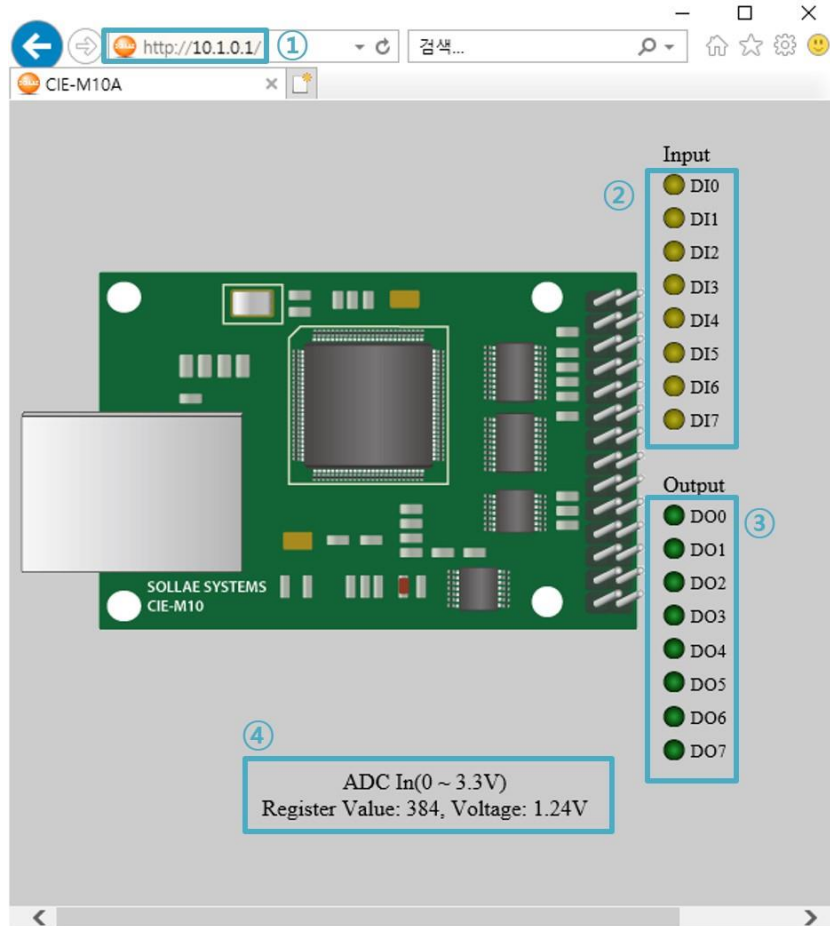 http://10.1.0.1/
①
검색...
CIE-M10A
Input
②
DI0
DI1
DI2
DI3
DI4
DI5
DI6
DI7
Output
③
DO0
DO1
DO2
DO3
DO4
DO5
DO6
DO7
SOLLAE SYSTEMS
CIE-M10
④
ADC In(0 ~ 3.3V)
Register Value: 384, Voltage: 1.24V